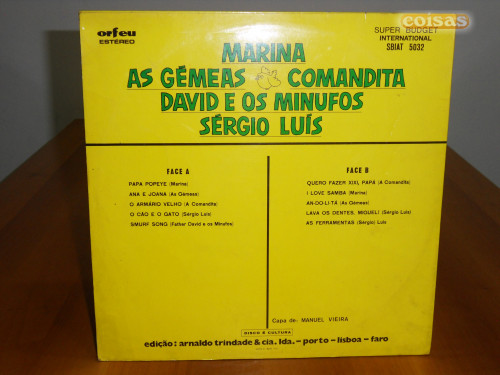 coisas
orfeu
ESTÉREO
SUPER BUDGET
INTERNATIONAL
SBIAT 5032
MARINA
AS GÉMEAS COMANDITA
DAVID E OS MINUFOS
SÉRGIO LUÍS
FACE A
PAPA POPEYE (Marina)
ANA E JOANA (As Gémeas)
O ARMÁRIO VELHO (A Comandita)
O CÃO E O GATO (Sérgio Luís)
SMURF SONG (Father David e os Minufos)
FACE B
QUERO FAZER XIXI, PAPÁ (A Comandita)
I LOVE SAMBA (Marina)
AN-DO-LI-TÁ (As Gémeas)
LAVA OS DENTES, MIGUEL! (Sérgio Luís)
AS FERRAMENTAS (Sérgio Luís)
Capa de: MANUEL VIEIRA
DISCO É CULTURA
edição: arnaldo trindade & cia. lda. – porto – lisboa – faro